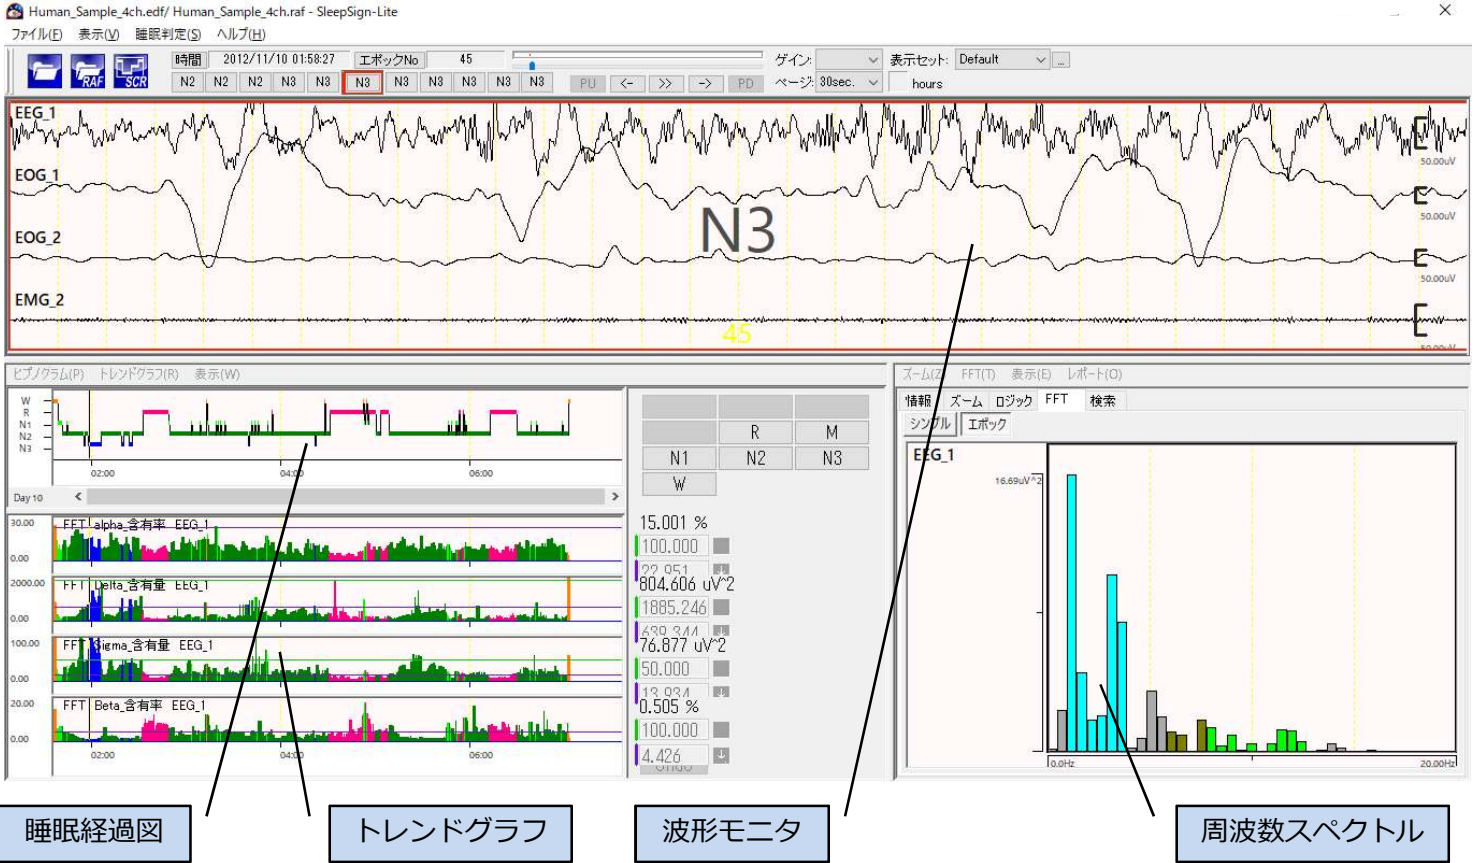 Human_Sample_4ch.edf/ Human_Sample_4ch.raf - SleepSign-Lite
ファイル(F) 表示(V) 睡眠判定(S) ヘルプ(H)
時間 2012/11/10 01:58:27 エポックNo 45 ゲイン: 表示セット: Default ...
RAF SCR
N2 N2 N2 N3 N3 N3 N3 N3 N3 N3 N3 PU <- >> -> PD ページ: 30sec. hours
EEG_1
50.00uV
EOG_1
50.00uV
N3
EOG_2
50.00uV
EMG_2
45
50.00uV
ヒプノグラム(P) トレンドグラフ(R) 表示(W)
W
R
N1
N2
N3
02:00 04:00 06:00
Day 10
30.00 FFT alpha_含有率 EEG_1
0.00
2000.00 FFT Delta_含有量 EEG_1
0.00
100.00 FFT Sigma_含有量 EEG_1
0.00
20.00 FFT Beta_含有率 EEG_1
0.00
02:00 04:00 06:00
R M
N1 N2 N3
W
15.001 %
100.000
22.951
804.606 uV^2
1885.246
639.344
76.877 uV^2
50.000
13.934
0.505 %
100.000
4.426
Undo
ズーム(Z) FFT(T) 表示(E) レポート(O)
情報 ズーム ロジック FFT 検索
シンプル エポック
EEG_1
16.69uV^2
0.0Hz 20.00Hz
睡眠経過図 トレンドグラフ 波形モニタ 周波数スペクトル